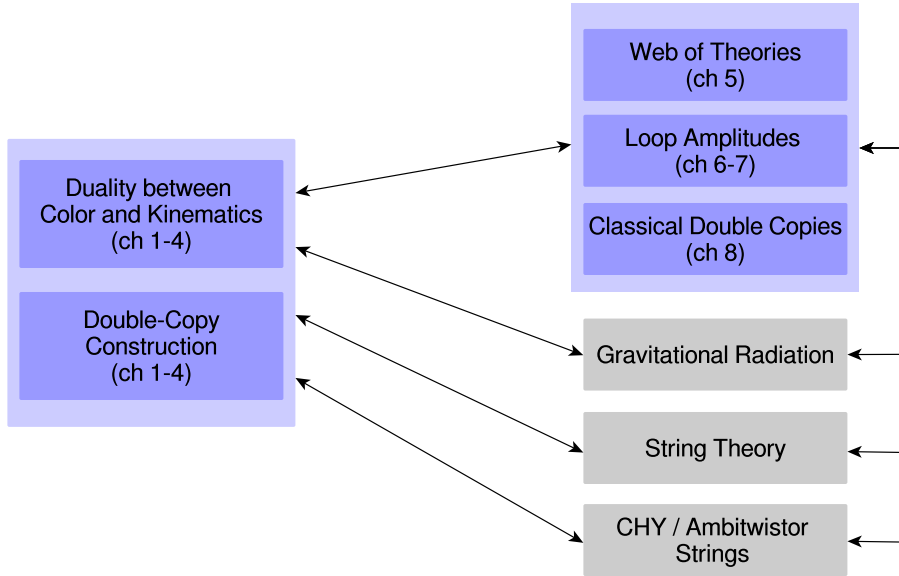 Duality between
Color and Kinematics
(ch 1-4)
Double-Copy
Construction
(ch 1-4)
Web of Theories
(ch 5)
Loop Amplitudes
(ch 6-7)
Classical Double Copies
(ch 8)
Gravitational Radiation
String Theory
CHY / Ambitwistor
Strings